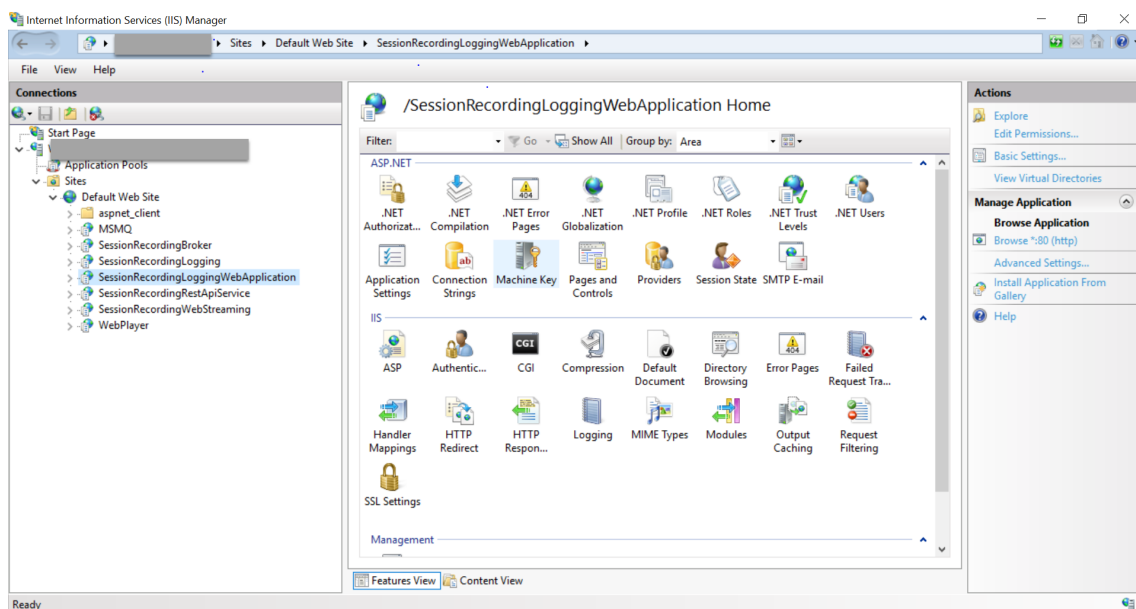 Internet Information Services (IIS) Manager
Sites Default Web Site SessionRecordingLoggingWebApplication
File View Help
Connections
Start Page
Application Pools
Sites
Default Web Site
aspnet_client
MSMQ
SessionRecordingBroker
SessionRecordingLogging
SessionRecordingLoggingWebApplication
SessionRecordingRestApiService
SessionRecordingWebStreaming
WebPlayer
/SessionRecordingLoggingWebApplication Home
Filter: Go Show All Group by: Area
ASP.NET
.NET Authorizat...
.NET Compilation
.NET Error Pages
.NET Globalization
.NET Profile
.NET Roles
.NET Trust Levels
.NET Users
Application Settings
Connection Strings
Machine Key
Pages and Controls
Providers
Session State
SMTP E-mail
IIS
ASP
Authentic...
CGI
CGI
Compression
Default Document
Directory Browsing
404
Error Pages
Failed Request Tra...
Handler Mappings
HTTP Redirect
HTTP Respon...
Logging
MIME Types
Modules
Output Caching
Request Filtering
SSL Settings
Management
Features View Content View
Actions
Explore
Edit Permissions...
Basic Settings...
View Virtual Directories
Manage Application
Browse Application
Browse *:80 (http)
Advanced Settings...
Install Application From
Gallery
Help
Ready